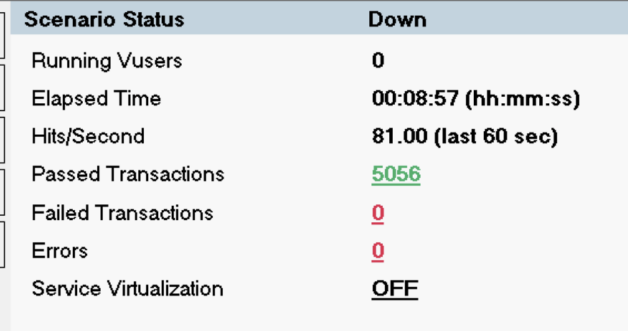 Scenario Status Down
Running Vusers 0
Elapsed Time 00:08:57 (hh:mm:ss)
Hits/Second 81.00 (last 60 sec)
Passed Transactions 5056
Failed Transactions 0
Errors 0
Service Virtualization OFF